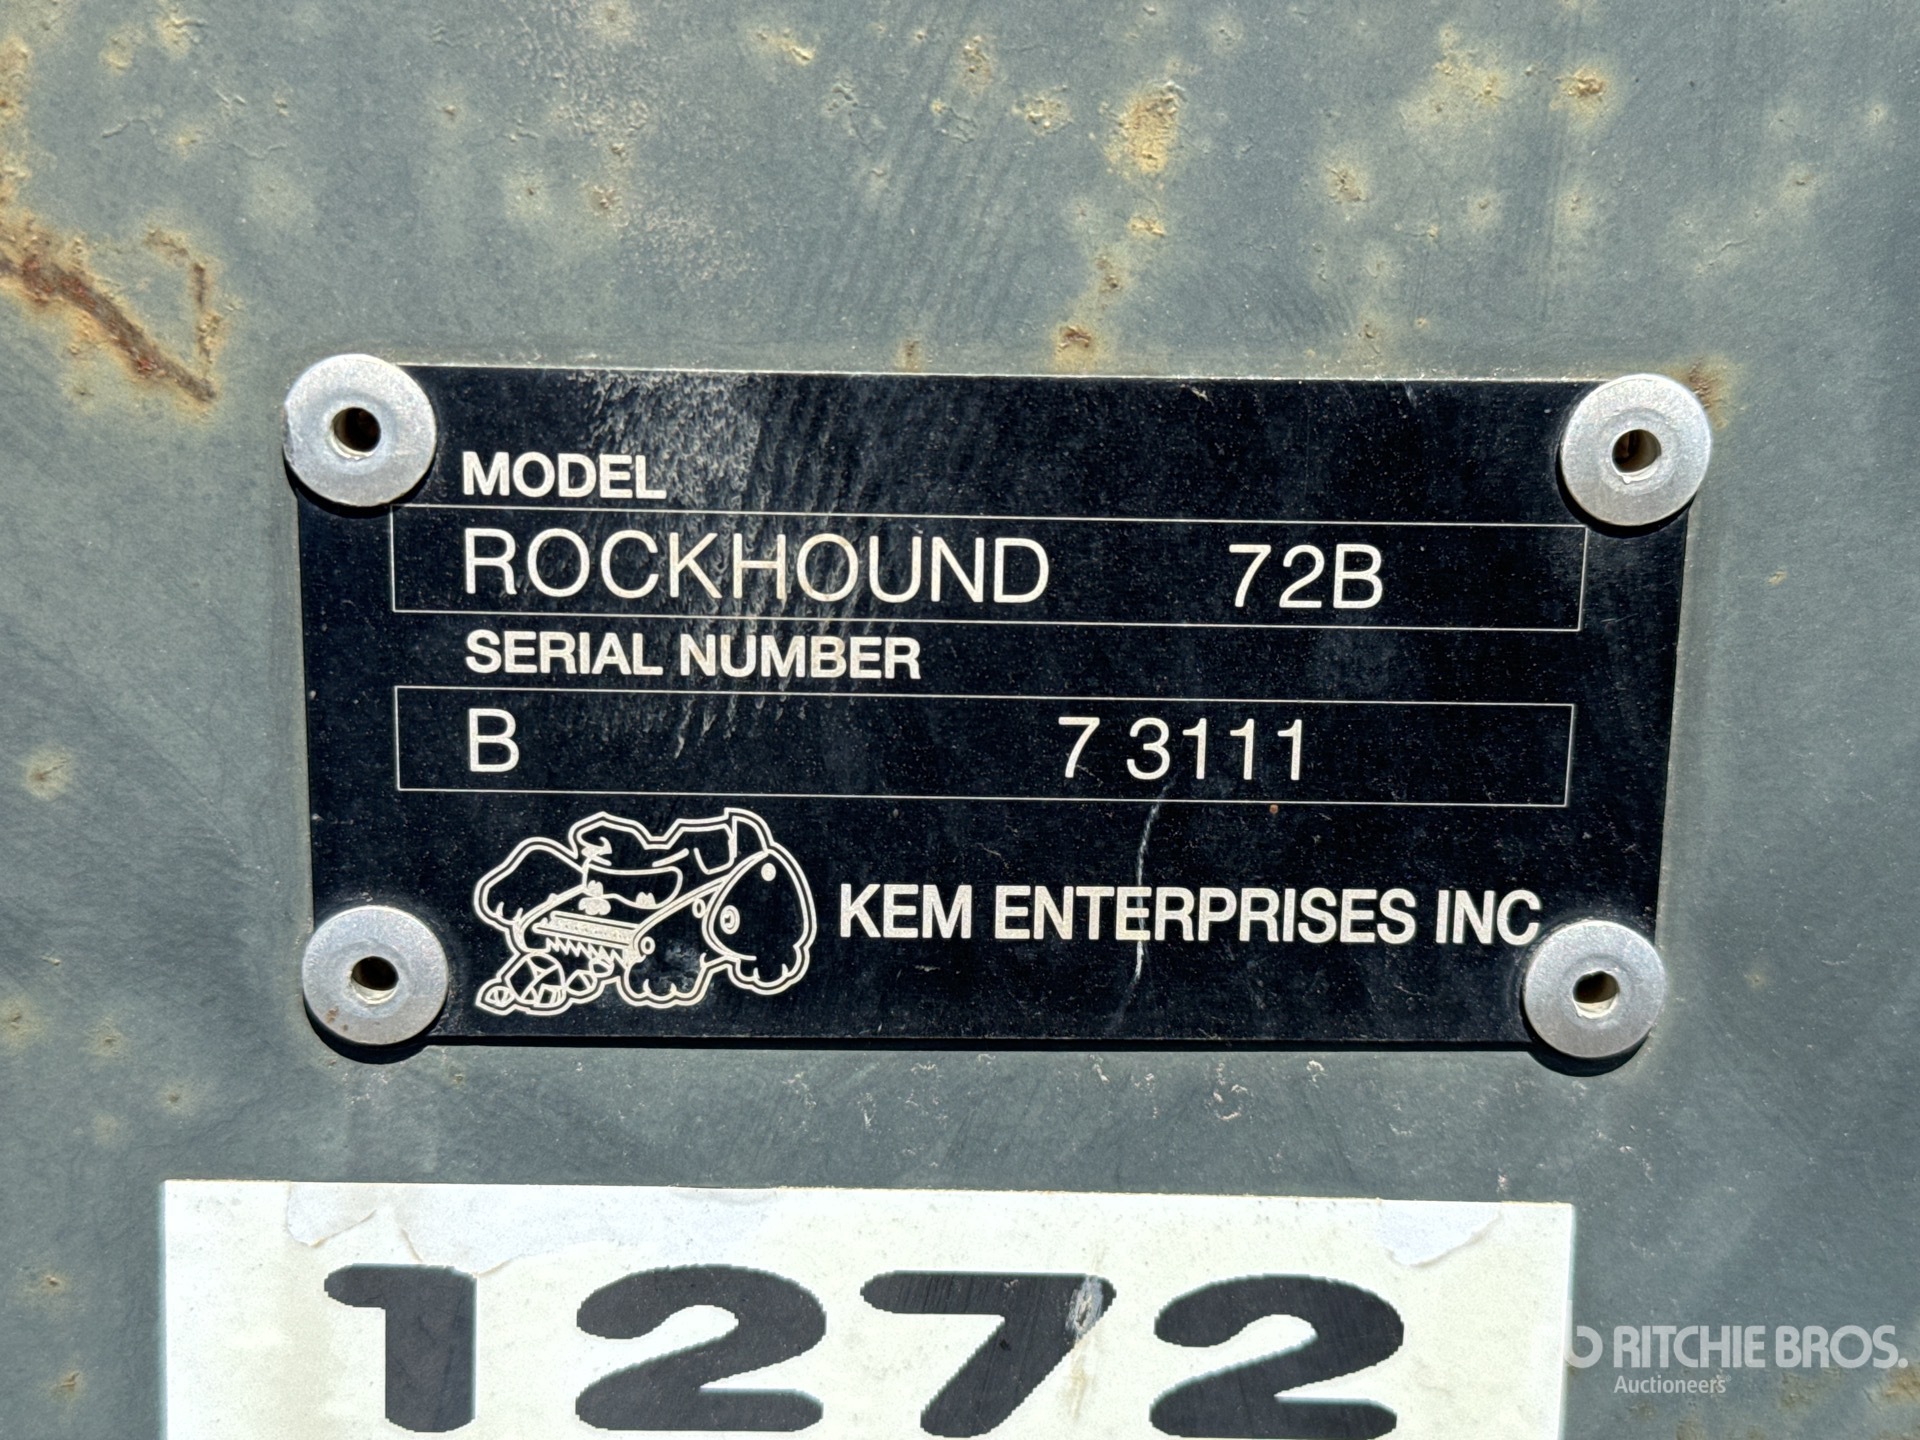 MODEL
ROCKHOUND 72B
SERIAL NUMBER
B 7 3111
KEM ENTERPRISES INC
1272
RITCHIE BROS.
Auctioneers